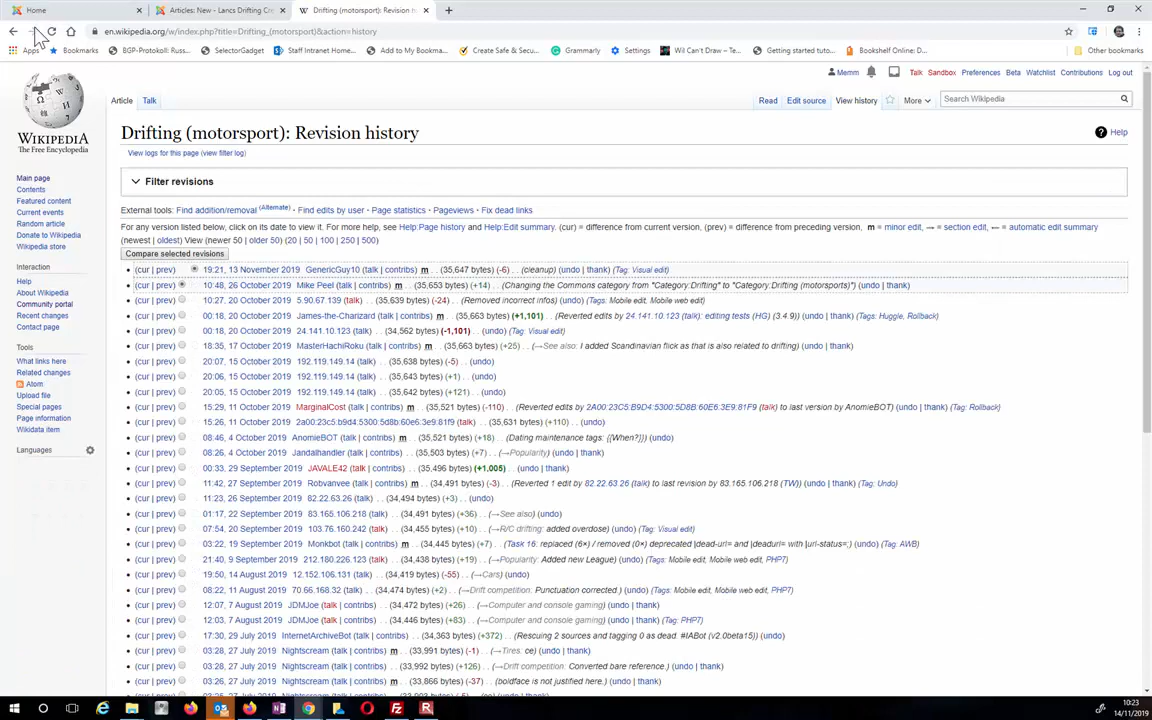 Home
Articles: New - Lancs Drifting Cre
Drifting (motorsport): Revision h
en.wikipedia.org/w/index.php?title=Drifting_(motorsport)&action=history
Apps Bookmarks BGP-Protokoll: Russ... SelectorGadget Staff Intranet Home... Add to My Bookmar... Create Safe & Secu... Grammarly Settings Wil Can't Draw – Te... Getting started tuto... Bookshelf Online: D... Other bookmarks
Memm Talk Sandbox Preferences Beta Watchlist Contributions Log out
Article Talk Read Edit source View history More Search Wikipedia
WIKIPEDIA
The Free Encyclopedia
Main page
Contents
Featured content
Current events
Random article
Donate to Wikipedia
Wikipedia store
Interaction
Help
About Wikipedia
Community portal
Recent changes
Contact page
Tools
What links here
Related changes
Atom
Upload file
Special pages
Page information
Wikidata item
Languages
Drifting (motorsport): Revision history
Help
View logs for this page (view filter log)
Filter revisions
External tools: Find addition/removal (Alternate) · Find edits by user · Page statistics · Pageviews · Fix dead links
For any version listed below, click on its date to view it. For more help, see Help:Page history and Help:Edit summary. (cur) = difference from current version, (prev) = difference from preceding version, m = minor edit, → = section edit, ← = automatic edit summary
(newest | oldest) View (newer 50 | older 50) (20 | 50 | 100 | 250 | 500)
Compare selected revisions
(cur | prev) 19:21, 13 November 2019 GenericGuy10 (talk | contribs) m . . (35,647 bytes) (-6) . . (cleanup) (undo | thank) (Tag: Visual edit)
(cur | prev) 10:48, 26 October 2019 Mike Peel (talk | contribs) m . . (35,653 bytes) (+14) . . (Changing the Commons category from "Category:Drifting" to "Category:Drifting (motorsports)") (undo | thank)
(cur | prev) 10:27, 20 October 2019 5.90.67.139 (talk) . . (35,639 bytes) (-24) . . (Removed incorrect infos) (undo) (Tags: Mobile edit, Mobile web edit)
(cur | prev) 00:18, 20 October 2019 James-the-Charizard (talk | contribs) m . . (35,663 bytes) (+1,101) . . (Reverted edits by 24.141.10.123 (talk): editing tests (HG) (3.4.9)) (undo | thank) (Tags: Huggle, Rollback)
(cur | prev) 00:18, 20 October 2019 24.141.10.123 (talk) . . (34,562 bytes) (-1,101) . . (undo) (Tag: Visual edit)
(cur | prev) 18:35, 17 October 2019 MasterHachiRoku (talk | contribs) m . . (35,663 bytes) (+25) . . (→See also: I added Scandinavian flick as that is also related to drifting) (undo | thank)
(cur | prev) 20:07, 15 October 2019 192.119.149.14 (talk) . . (35,638 bytes) (-5) . . (undo)
(cur | prev) 20:06, 15 October 2019 192.119.149.14 (talk) . . (35,643 bytes) (+1) . . (undo)
(cur | prev) 20:05, 15 October 2019 192.119.149.14 (talk) . . (35,642 bytes) (+121) . . (undo)
(cur | prev) 15:29, 11 October 2019 MarginalCost (talk | contribs) m . . (35,521 bytes) (-110) . . (Reverted edits by 2A00:23C5:B9D4:5300:5D8B:60E6:3E9:81F9 (talk) to last version by AnomieBOT) (undo | thank) (Tag: Rollback)
(cur | prev) 15:26, 11 October 2019 2a00:23c5:b9d4:5300:5d8b:60e6:3e9:81f9 (talk) . . (35,631 bytes) (+110) . . (undo)
(cur | prev) 08:46, 4 October 2019 AnomieBOT (talk | contribs) m . . (35,521 bytes) (+18) . . (Dating maintenance tags: {{When?}}) (undo)
(cur | prev) 08:26, 4 October 2019 Jandalhandler (talk | contribs) . . (35,503 bytes) (+7) . . (→Popularity) (undo | thank)
(cur | prev) 00:33, 29 September 2019 JAVALE42 (talk | contribs) . . (35,496 bytes) (+1,005) . . (undo | thank)
(cur | prev) 11:42, 27 September 2019 Robvanvee (talk | contribs) m . . (34,491 bytes) (-3) . . (Reverted 1 edit by 82.22.63.26 (talk) to last revision by 83.165.106.218 (TW)) (undo | thank) (Tag: Undo)
(cur | prev) 11:23, 26 September 2019 82.22.63.26 (talk) . . (34,494 bytes) (+3) . . (undo)
(cur | prev) 01:17, 22 September 2019 83.165.106.218 (talk) . . (34,491 bytes) (+36) . . (→See also) (undo)
(cur | prev) 07:54, 20 September 2019 103.76.160.242 (talk) . . (34,455 bytes) (+10) . . (→R/C drifting: added overdose) (undo) (Tag: Visual edit)
(cur | prev) 03:22, 19 September 2019 Monkbot (talk | contribs) m . . (34,445 bytes) (+7) . . (Task 16: replaced (6×) / removed (0×) deprecated |dead-url= and |deadurl= with |url-status=;) (undo) (Tag: AWB)
(cur | prev) 21:40, 9 September 2019 212.180.226.123 (talk) . . (34,438 bytes) (+19) . . (→Popularity: Added new League) (undo) (Tags: Mobile edit, Mobile web edit, PHP7)
(cur | prev) 19:50, 14 August 2019 12.152.106.131 (talk) . . (34,419 bytes) (-55) . . (→Cars) (undo)
(cur | prev) 08:22, 11 August 2019 70.66.168.32 (talk) . . (34,474 bytes) (+2) . . (→Drift competition: Punctuation corrected.) (undo) (Tags: Mobile edit, Mobile web edit, PHP7)
(cur | prev) 12:07, 7 August 2019 JDMJoe (talk | contribs) . . (34,472 bytes) (+26) . . (→Computer and console gaming) (undo | thank)
(cur | prev) 12:03, 7 August 2019 JDMJoe (talk | contribs) . . (34,446 bytes) (+83) . . (→Computer and console gaming) (undo | thank) (Tag: PHP7)
(cur | prev) 17:30, 29 July 2019 InternetArchiveBot (talk | contribs) . . (34,363 bytes) (+372) . . (Rescuing 2 sources and tagging 0 as dead. #IABot (v2.0beta15)) (undo)
(cur | prev) 03:28, 27 July 2019 Nightscream (talk | contribs) . . (33,991 bytes) (-1) . . (→Tires: ce) (undo | thank)
(cur | prev) 03:28, 27 July 2019 Nightscream (talk | contribs) . . (33,992 bytes) (+126) . . (→Drift competition: Converted bare reference.) (undo | thank)
(cur | prev) 03:26, 27 July 2019 Nightscream (talk | contribs) m . . (33,866 bytes) (-37) . . (boldface is not justified here.) (undo | thank)
10:23
14/11/2019